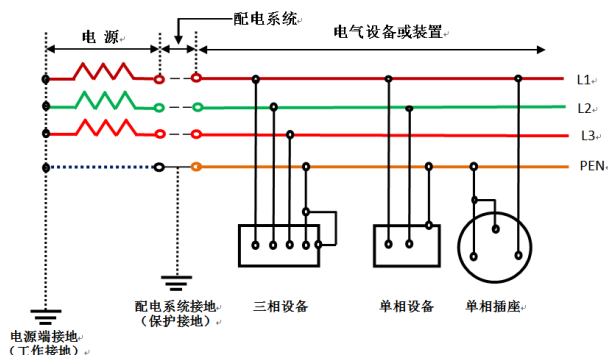 配电系统
电 源
电气设备或装置
L1
L2
L3
PEN
配电系统接地
（保护接地）
三相设备
单相设备
单相插座
电源端接地
（工作接地）